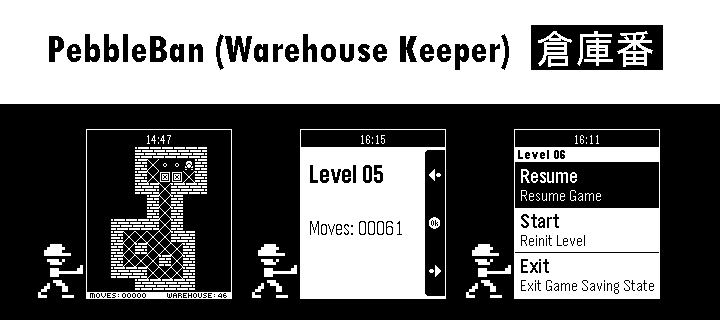 PebbleBan (Warehouse Keeper) 倉庫番
14:47
MOVES:00000 WAREHOUSE:46
16:15
Level 05
Moves: 00061
Ok
16:11
Level 06
Resume
Resume Game
Start
Reinit Level
Exit
Exit Game Saving State